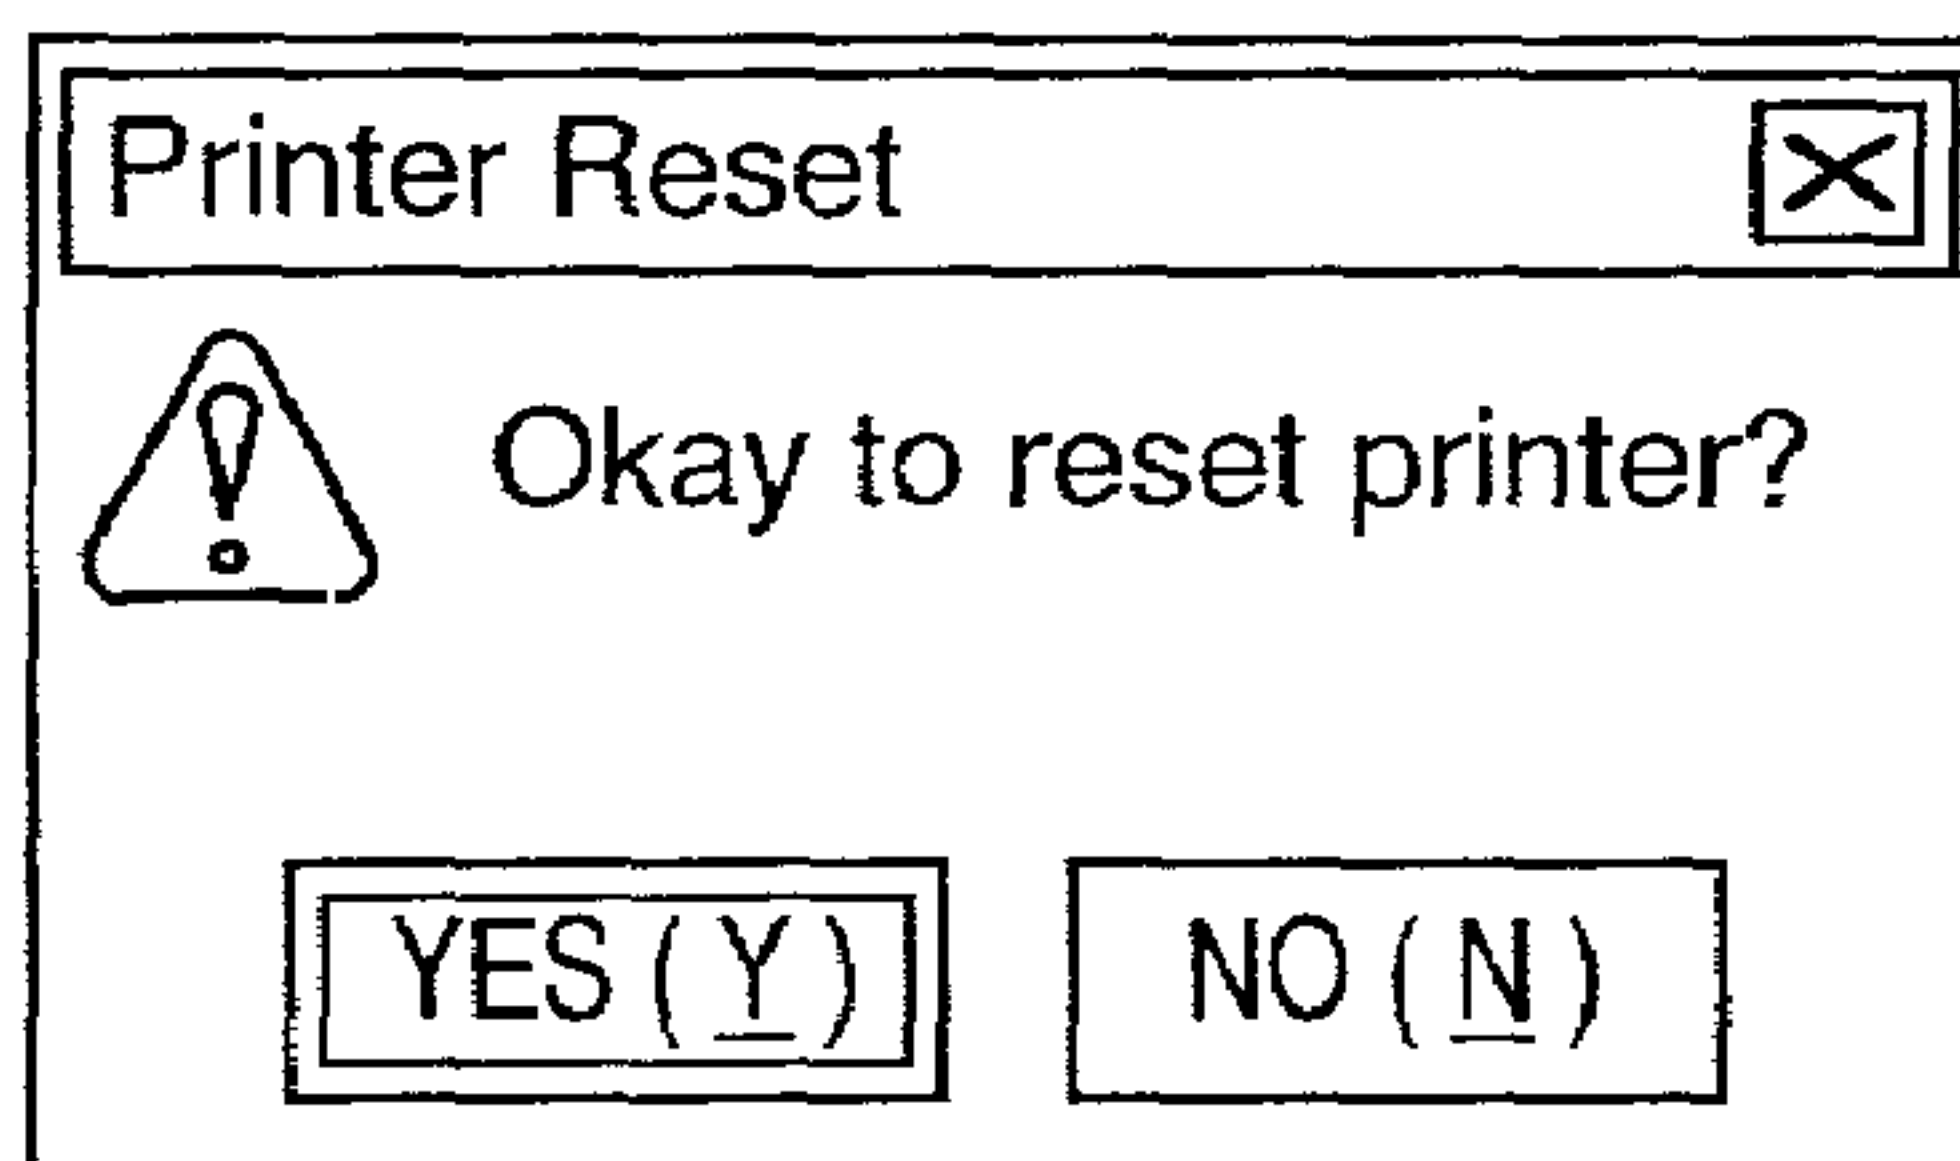 Printer Reset
Okay to reset printer?
YES (Y) NO (N)